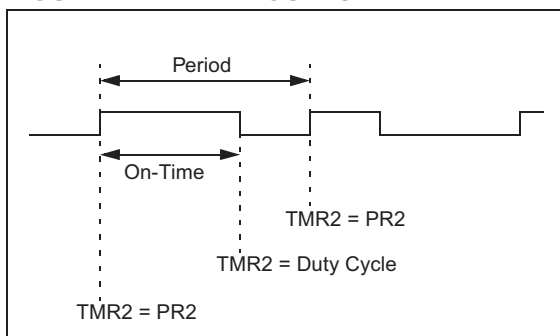 Period
On-Time
TMR2 = PR2
TMR2 = Duty Cycle
TMR2 = PR2